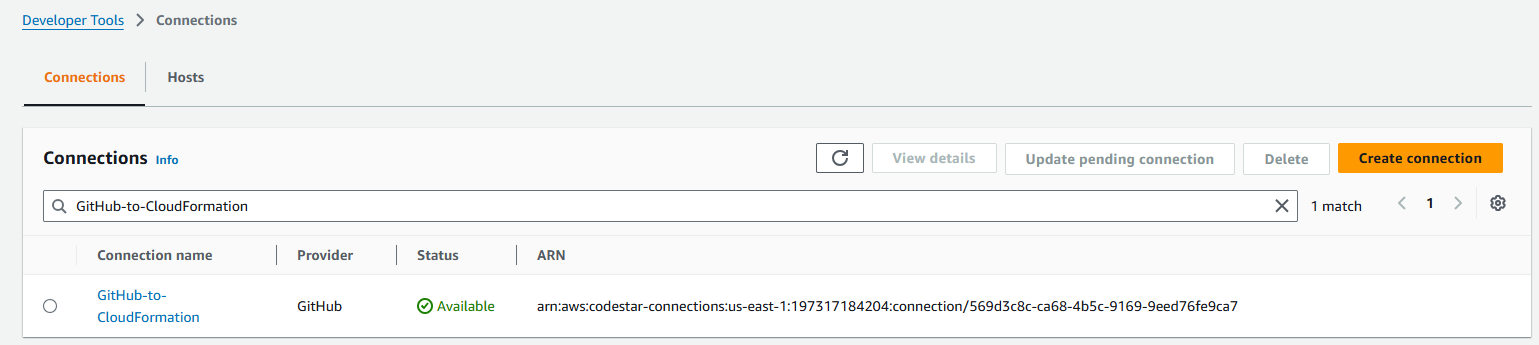 Developer Tools > Connections
Connections Hosts
Connections Info View details Update pending connection Delete Create connection
GitHub-to-CloudFormation 1 match 1
Connection name Provider Status ARN
GitHub-to-
CloudFormation GitHub Available arn:aws:codestar-connections:us-east-1:197317184204:connection/569d3c8c-ca68-4b5c-9169-9eed76fe9ca7